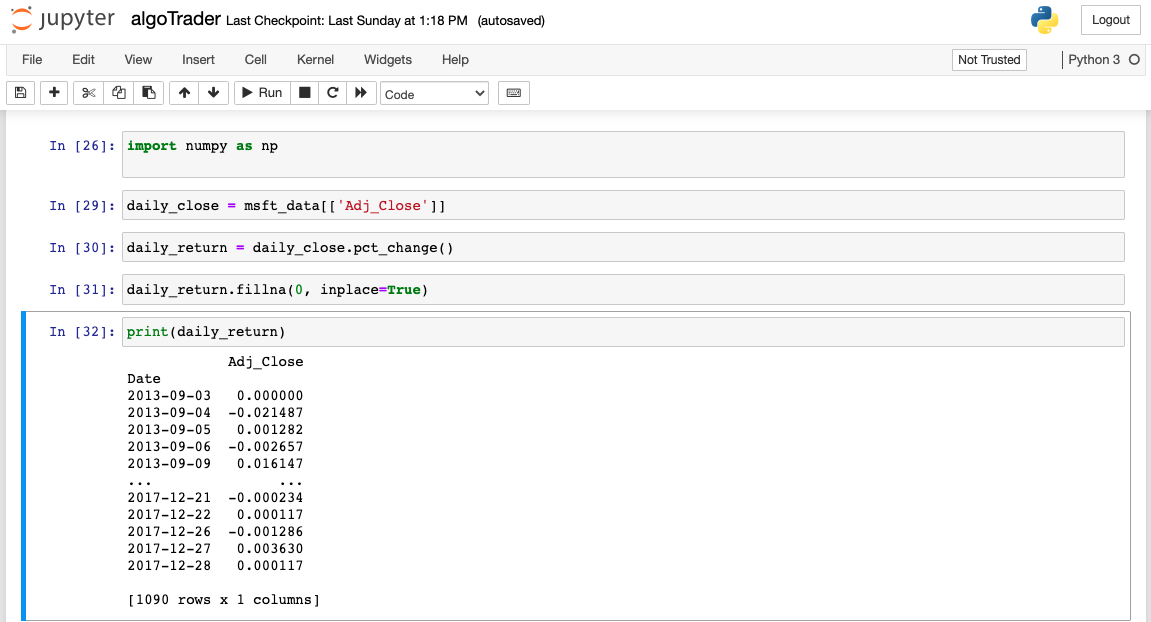 jupyter algoTrader Last Checkpoint: Last Sunday at 1:18 PM (autosaved) Logout
File Edit View Insert Cell Kernel Widgets Help Not Trusted Python 3
Run Code
In [26]: import numpy as np
In [29]: daily_close = msft_data[['Adj_Close']]
In [30]: daily_return = daily_close.pct_change()
In [31]: daily_return.fillna(0, inplace=True)
In [32]: print(daily_return)
Adj_Close
Date
2013-09-03 0.000000
2013-09-04 -0.021487
2013-09-05 0.001282
2013-09-06 -0.002657
2013-09-09 0.016147
... ...
2017-12-21 -0.000234
2017-12-22 0.000117
2017-12-26 -0.001286
2017-12-27 0.003630
2017-12-28 0.000117
[1090 rows x 1 columns]